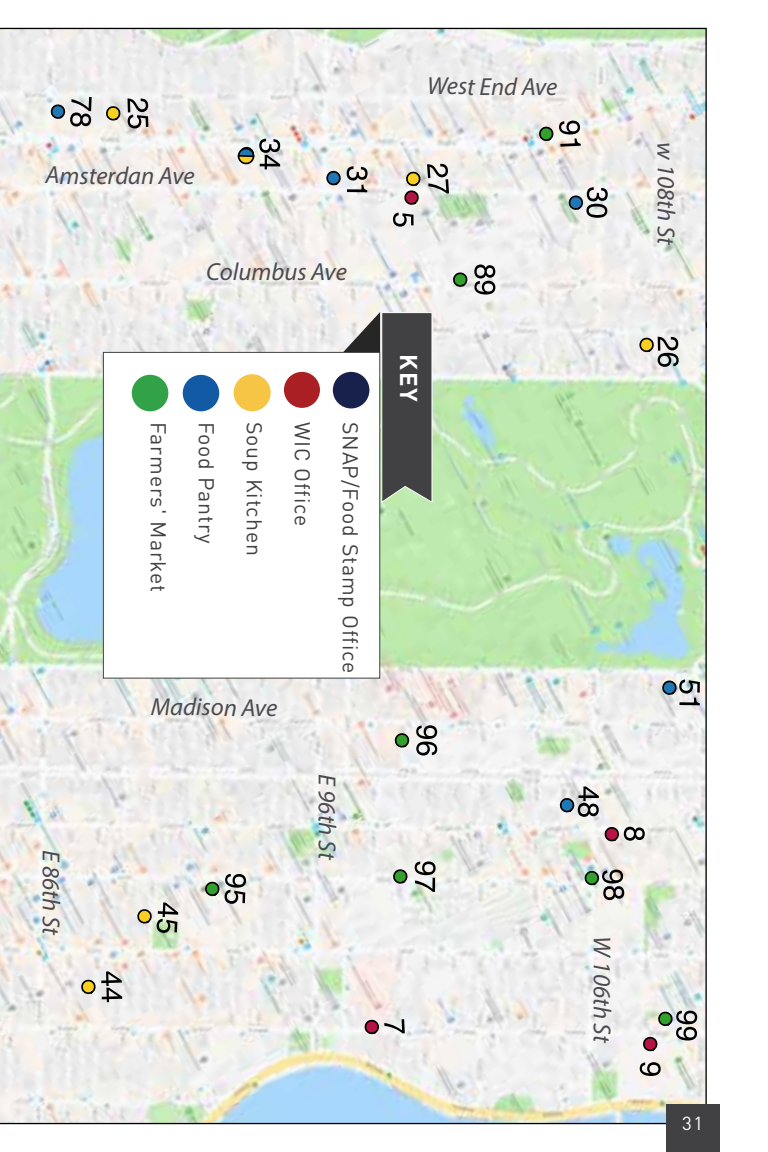 West End Ave
78
25
91
34
W 108th St
Amsterdan Ave
31
27
5
30
Columbus Ave
89
26
KEY
SNAP/Food Stamp Office
WIC Office
Soup Kitchen
Food Pantry
Farmers' Market
51
Madison Ave
96
E 96th St
48
8
E 86th St
95
97
98
45
W 106th St
44
7
99
9
31